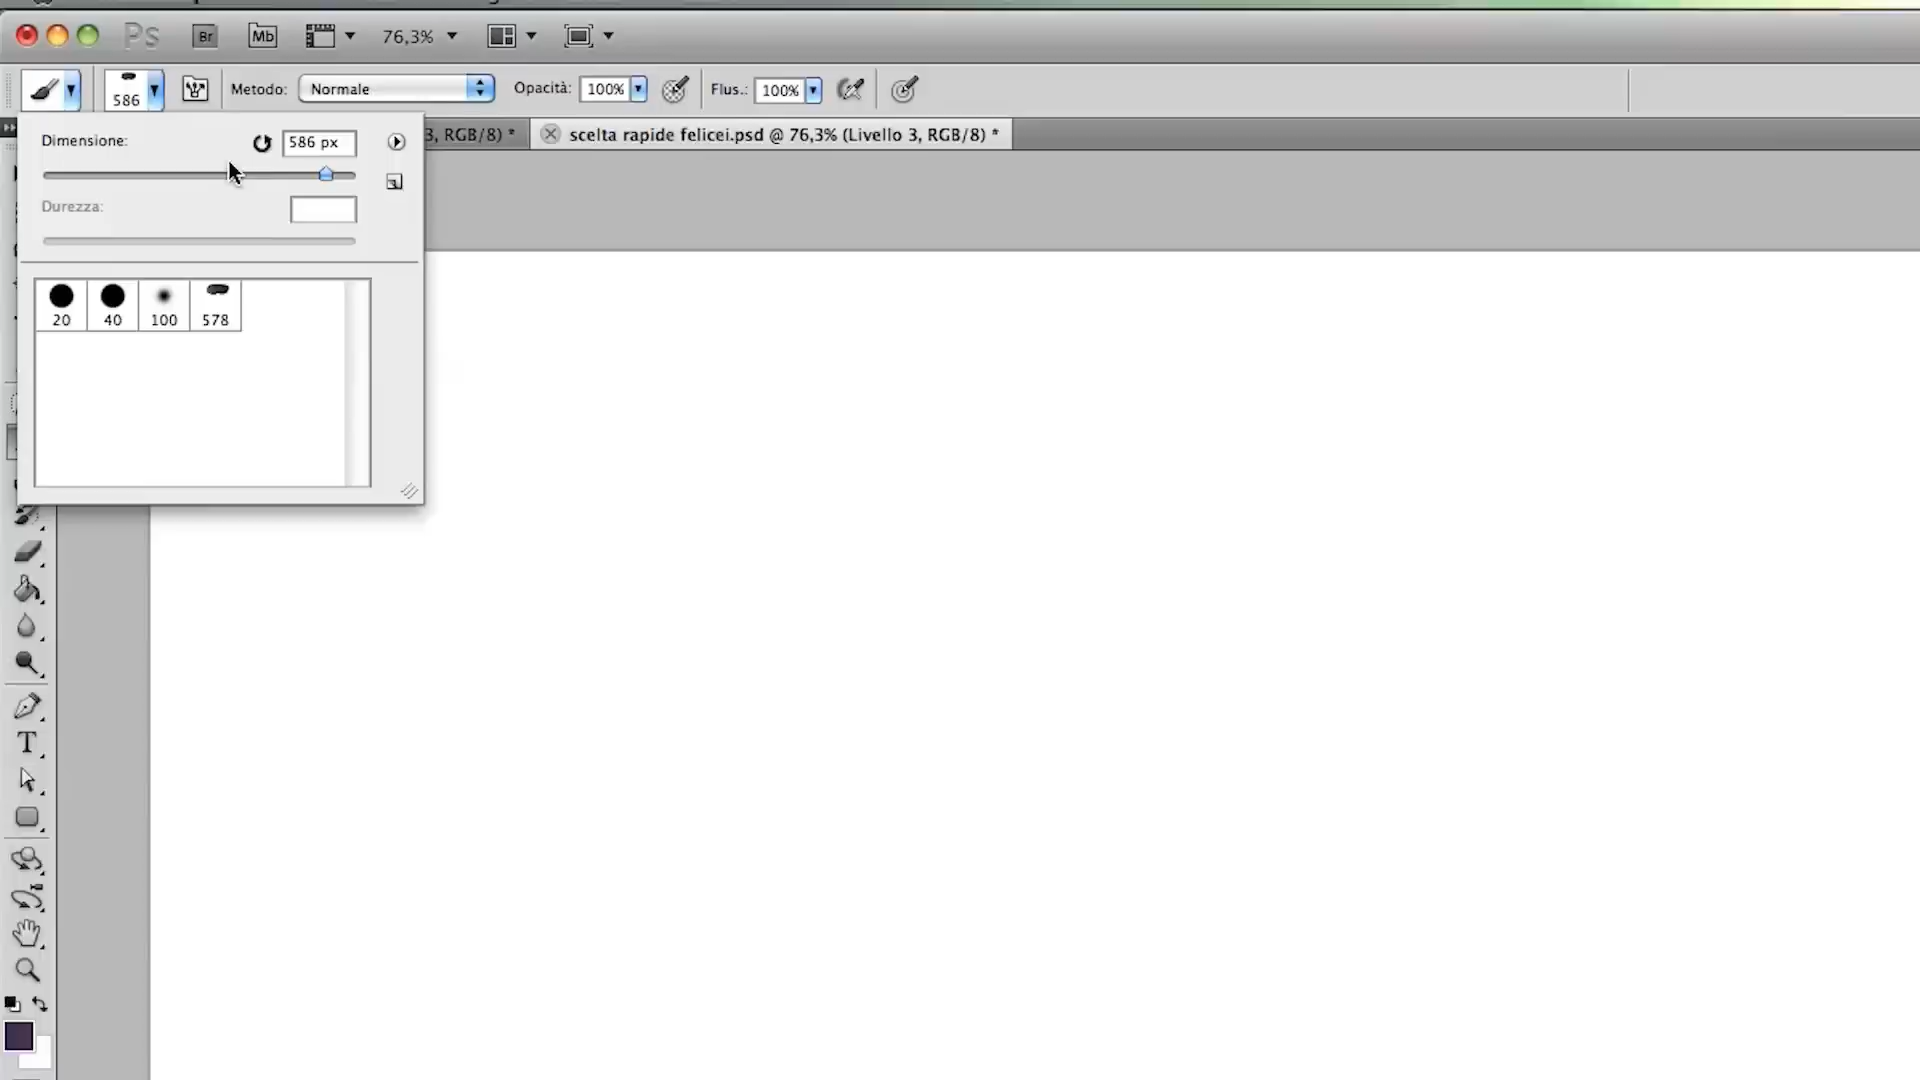 Ps Br Mb 76,3%
586 Metodo: Normale Opacità: 100% Flus.: 100%
3, RGB/8) * scelta rapide felicei.psd @ 76,3% (Livello 3, RGB/8) *
Dimensione: 586 px
Durezza:
20 40 100 578
T